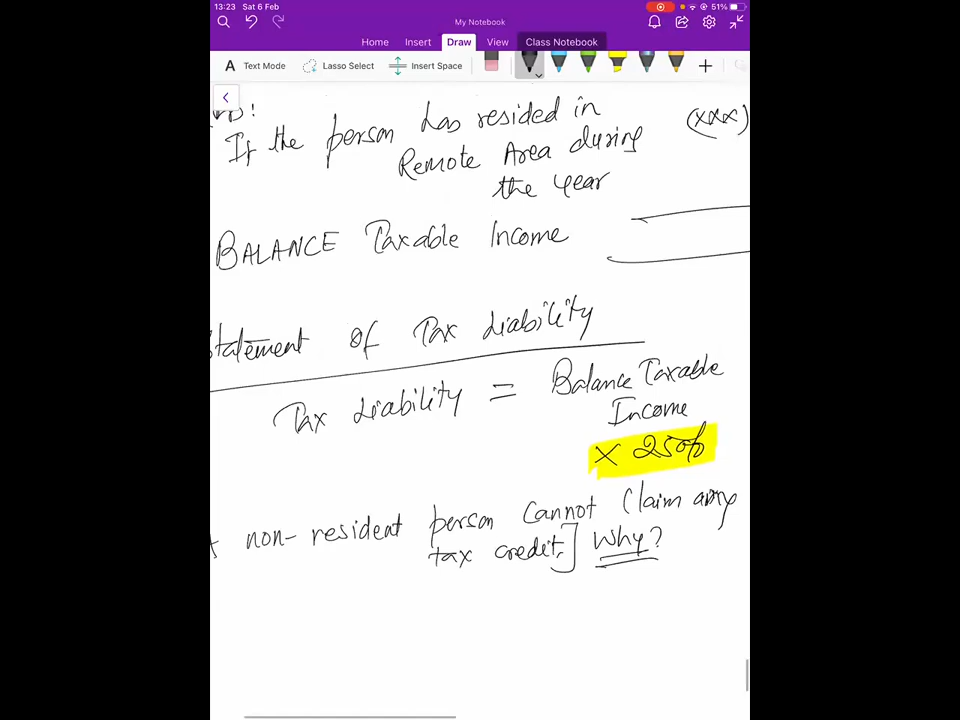 13:23 Sat 6 Feb
51%
My Notebook
Home Insert Draw View Class Notebook
A Text Mode Lasso Select Insert Space
If the person has resided in (xxx)
Remote Area during
the year
BALANCE Taxable Income
Statement of Tax Liability
Tax Liability = Balance Taxable
Income
x 25%
non-resident person cannot claim any
tax credit.] Why?